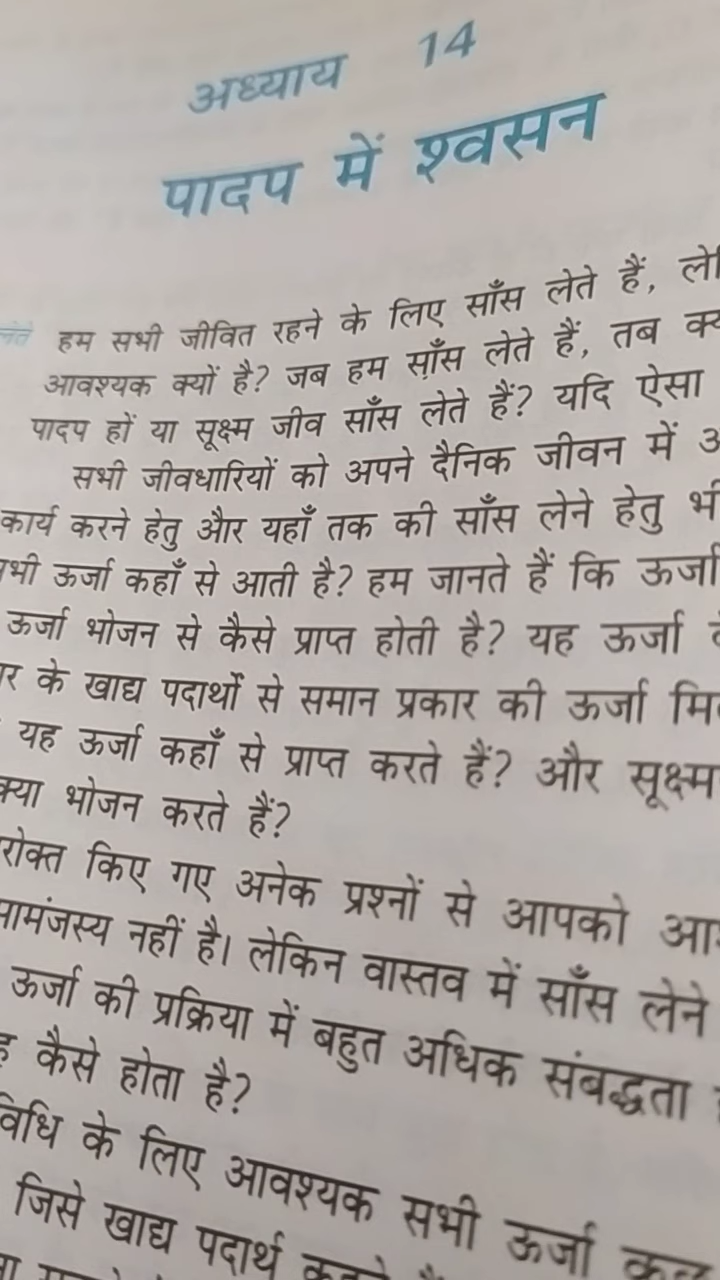 अध्याय 14
पादप में श्वसन
हम सभी जीवित रहने के लिए साँस लेते हैं,
आवश्यक क्यों है? जब हम साँस लेते हैं, तब
पादप हों या सूक्ष्म जीव साँस लेते हैं? यदि ऐसा
सभी जीवधारियों को अपने दैनिक जीवन में
कार्य करने हेतु और यहाँ तक की साँस लेने हेतु
ऊर्जा कहाँ से आती है? हम जानते हैं कि ऊर्जा
ऊर्जा भोजन से कैसे प्राप्त होती है? यह ऊर्जा
के खाद्य पदार्थों से समान प्रकार की ऊर्जा
यह ऊर्जा कहाँ से प्राप्त करते हैं? और सूक्ष्म
क्या भोजन करते हैं?
किए गए अनेक प्रश्नों से आपको
नहीं है। लेकिन वास्तव में साँस लेने
ऊर्जा की प्रक्रिया में बहुत अधिक संबद्धता
कैसे होता है?
के लिए आवश्यक सभी ऊर्जा
जिसे खाद्य पदार्थ